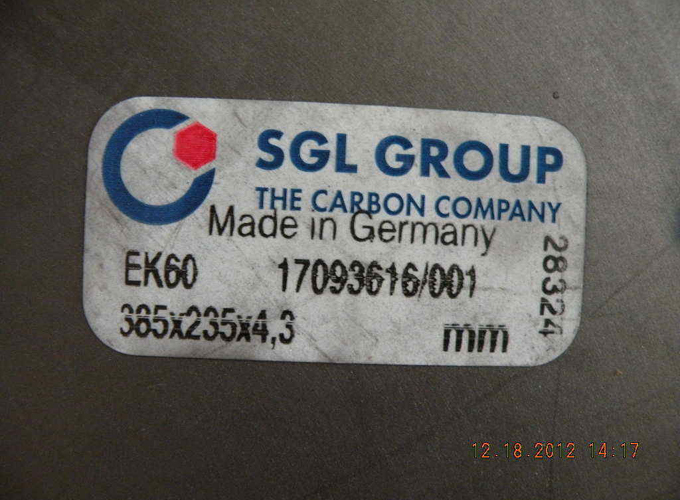 SGL GROUP
THE CARBON COMPANY
Made in Germany
EK60 17093616/001
385x235x4,3 mm
28324
12.18.2012 14:17